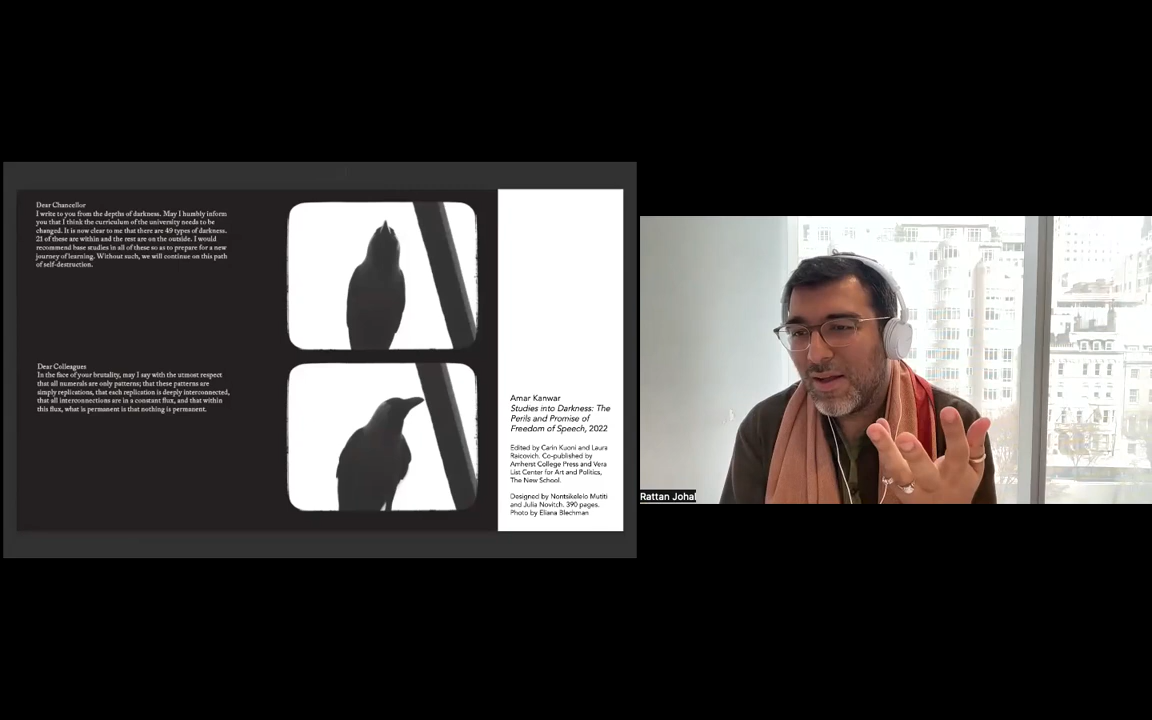 Dear Chancellor
I write to you from the depths of darkness. May I humbly inform
you that I think the curriculum of the university needs to be
changed. It is now clear to me that there are 49 types of darkness.
21 of these are within and the rest are on the outside. I would
recommend base studies in all of these so as to prepare for a new
journey of learning. Without such, we will continue on this path
of self-destruction.
Dear Colleagues
In the face of your brutality, may I say with the utmost respect
that all numerals are only patterns; that these patterns are
simply replications, that each replication is deeply interconnected,
that all interconnections are in a constant flux, and that within
this flux, what is permanent is that nothing is permanent.
Amar Kanwar
Studies into Darkness: The
Perils and Promise of
Freedom of Speech, 2022
Edited by Carin Kuoni and Laura
Raicovich. Co-published by
Amherst College Press and Vera
List Center for Art and Politics,
The New School.
Designed by Nontsikelelo Mutiti
and Julia Novitch. 390 pages.
Photo by Eliana Blechman
Rattan Johal